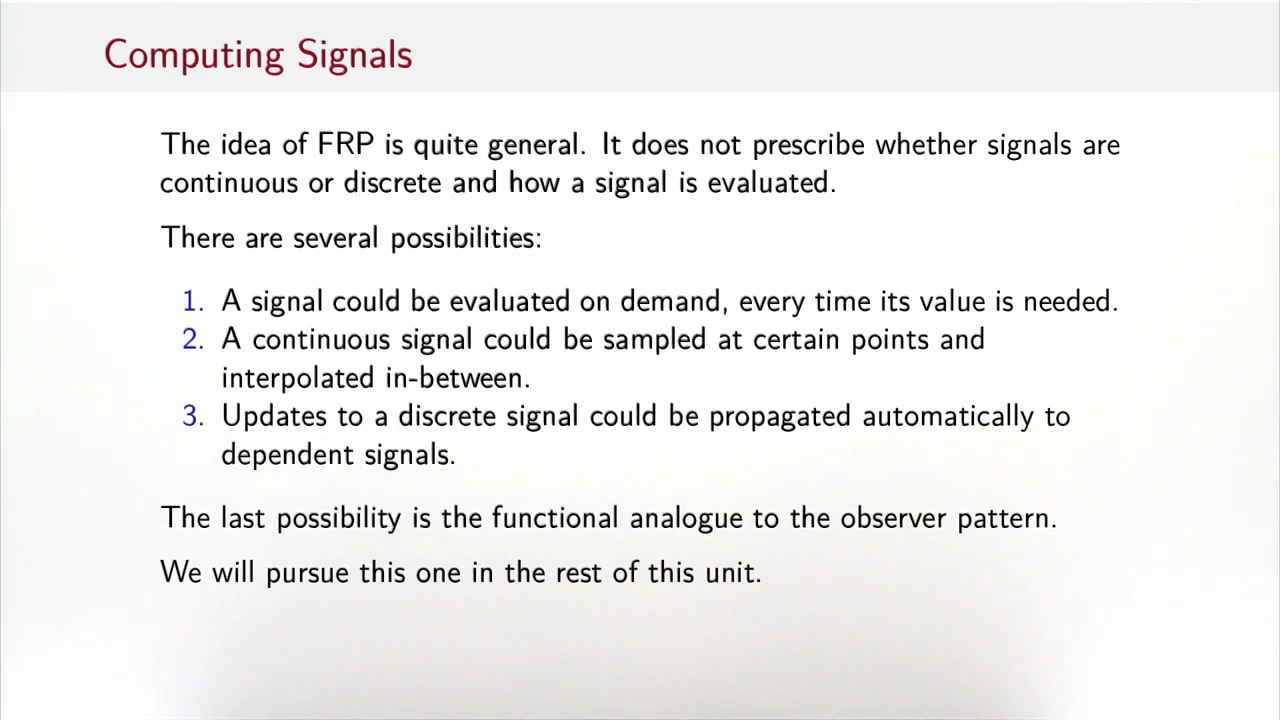 Computing Signals
The idea of FRP is quite general. It does not prescribe whether signals are
continuous or discrete and how a signal is evaluated.
There are several possibilities:
1. A signal could be evaluated on demand, every time its value is needed.
2. A continuous signal could be sampled at certain points and
interpolated in-between.
3. Updates to a discrete signal could be propagated automatically to
dependent signals.
The last possibility is the functional analogue to the observer pattern.
We will pursue this one in the rest of this unit.